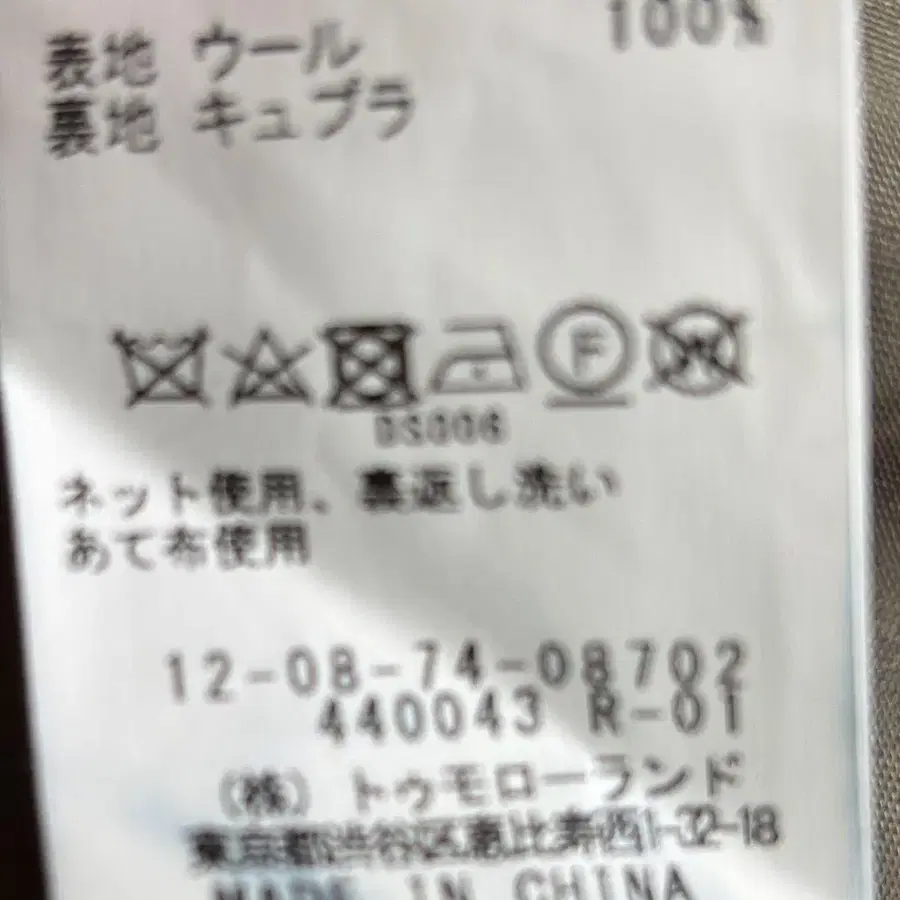 100%
表地 ウール
裏地 キュプラ
F
W
DS006
ネット使用、裏返し洗い
あて布使用
12-08-74-08702
440043 R-01
(株) トゥモローランド
東京都渋谷区恵比寿西1-32-18
MADE IN CHINA